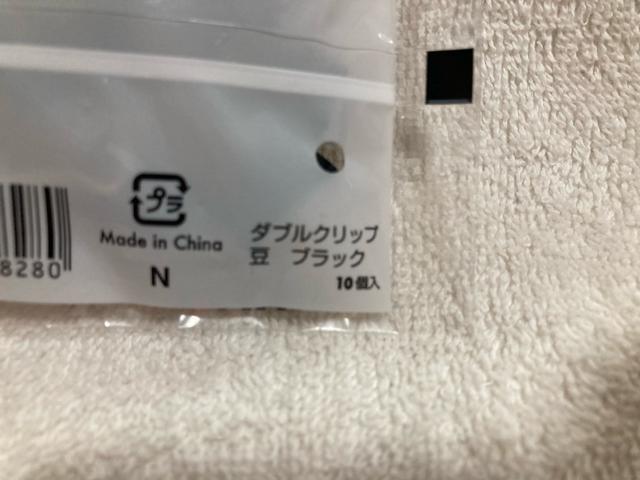 プラ
Made in China
N
8280
ダブルクリップ
豆 ブラック
10個入